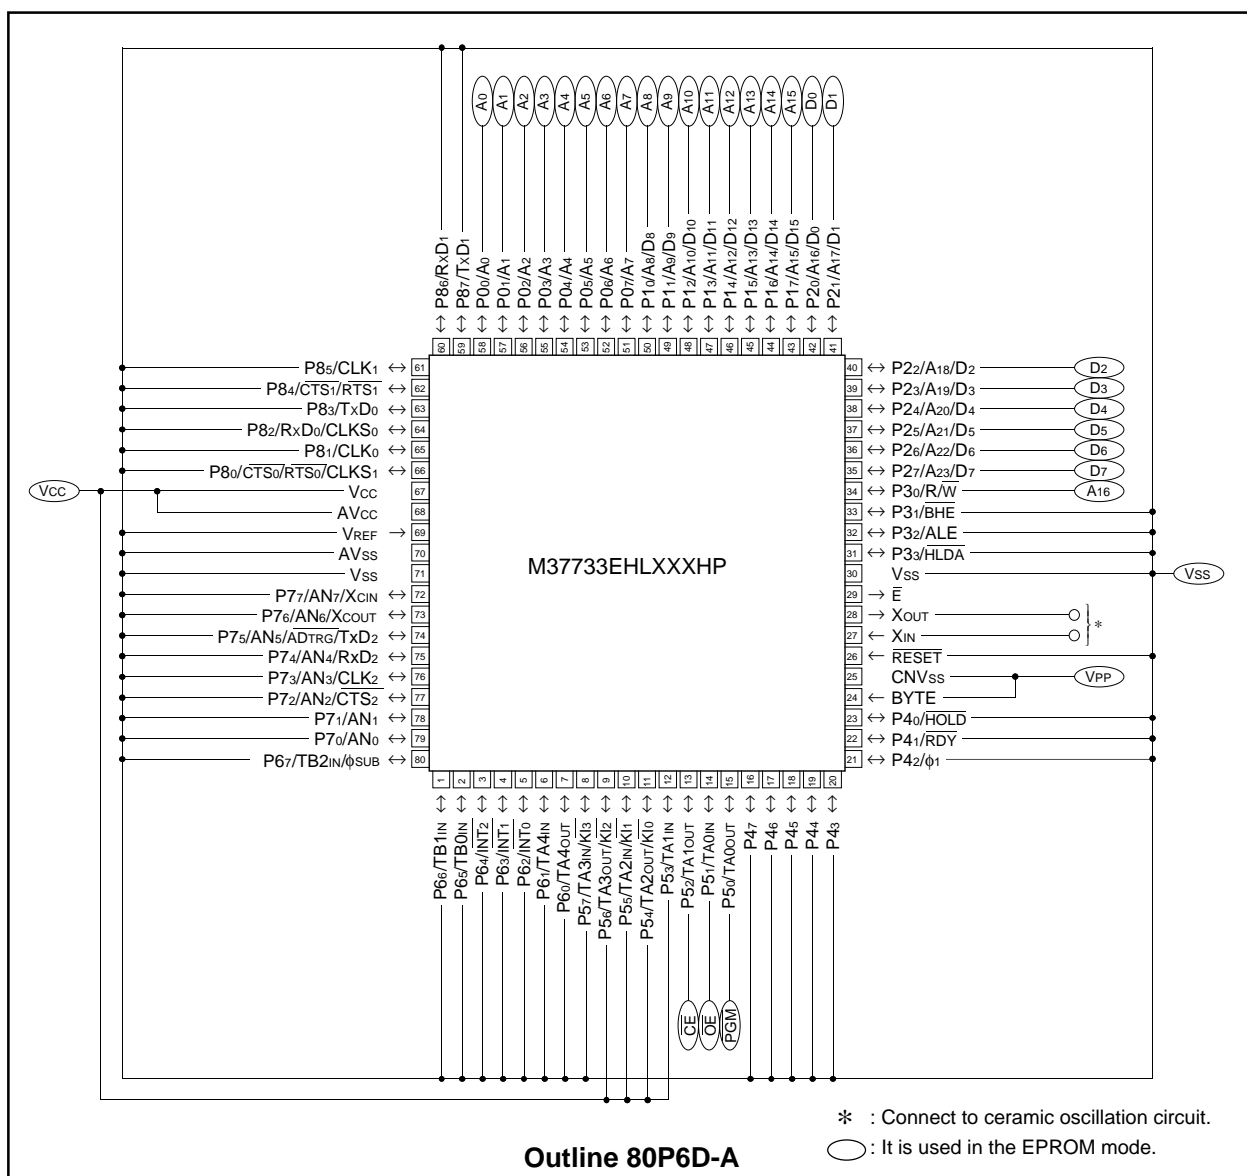 A0 A1 A2 A3 A4 A5 A6 A7 A8 A9 A10 A11 A12 A13 A14 A15 D0 D1
↔ P86/RXD1
↔ P87/TXD1
↔ P00/A0
↔ P01/A1
↔ P02/A2
↔ P03/A3
↔ P04/A4
↔ P05/A5
↔ P06/A6
↔ P07/A7
↔ P10/A8/D8
↔ P11/A9/D9
↔ P12/A10/D10
↔ P13/A11/D11
↔ P14/A12/D12
↔ P15/A13/D13
↔ P16/A14/D14
↔ P17/A15/D15
↔ P20/A16/D0
↔ P21/A17/D1
60 59 58 57 56 55 54 53 52 51 50 49 48 47 46 45 44 43 42 41
P85/CLK1 ↔ 61
P84/CTS1/RTS1 ↔ 62
P83/TXD0 ↔ 63
P82/RXD0/CLKS0 ↔ 64
P81/CLK0 ↔ 65
P80/CTS0/RTS0/CLKS1 ↔ 66
VCC VCC 67
AVCC 68
VREF → 69
AVSS 70
VSS 71
P77/AN7/XCIN ↔ 72
P76/AN6/XCOUT ↔ 73
P75/AN5/ADTRG/TXD2 ↔ 74
P74/AN4/RXD2 ↔ 75
P73/AN3/CLK2 ↔ 76
P72/AN2/CTS2 ↔ 77
P71/AN1 ↔ 78
P70/AN0 ↔ 79
P67/TB2IN/φSUB ↔ 80
M37733EHLXXXHP
40 ↔ P22/A18/D2 D2
39 ↔ P23/A19/D3 D3
38 ↔ P24/A20/D4 D4
37 ↔ P25/A21/D5 D5
36 ↔ P26/A22/D6 D6
35 ↔ P27/A23/D7 D7
34 ↔ P30/R/W A16
33 ↔ P31/BHE
32 ↔ P32/ALE
31 ↔ P33/HLDA
30 VSS VSS
29 → E
28 → XOUT
27 ← XIN *
26 ← RESET
25 CNVSS VPP
24 ← BYTE
23 ↔ P40/HOLD
22 ↔ P41/RDY
21 ↔ P42/φ1
1 2 3 4 5 6 7 8 9 10 11 12 13 14 15 16 17 18 19 20
P66/TB1IN ↔
P65/TB0IN ↔
P64/INT2 ↔
P63/INT1 ↔
P62/INT0 ↔
P61/TA4IN ↔
P60/TA4OUT ↔
P57/TA3IN/KI3 ↔
P56/TA3OUT/KI2 ↔
P55/TA2IN/KI1 ↔
P54/TA2OUT/KI0 ↔
P53/TA1IN ↔
P52/TA1OUT ↔
P51/TA0IN ↔
P50/TA0OUT ↔
P47 ↔
P46 ↔
P45 ↔
P44 ↔
P43 ↔
CE OE PGM
* : Connect to ceramic oscillation circuit.
: It is used in the EPROM mode.
Outline 80P6D-A